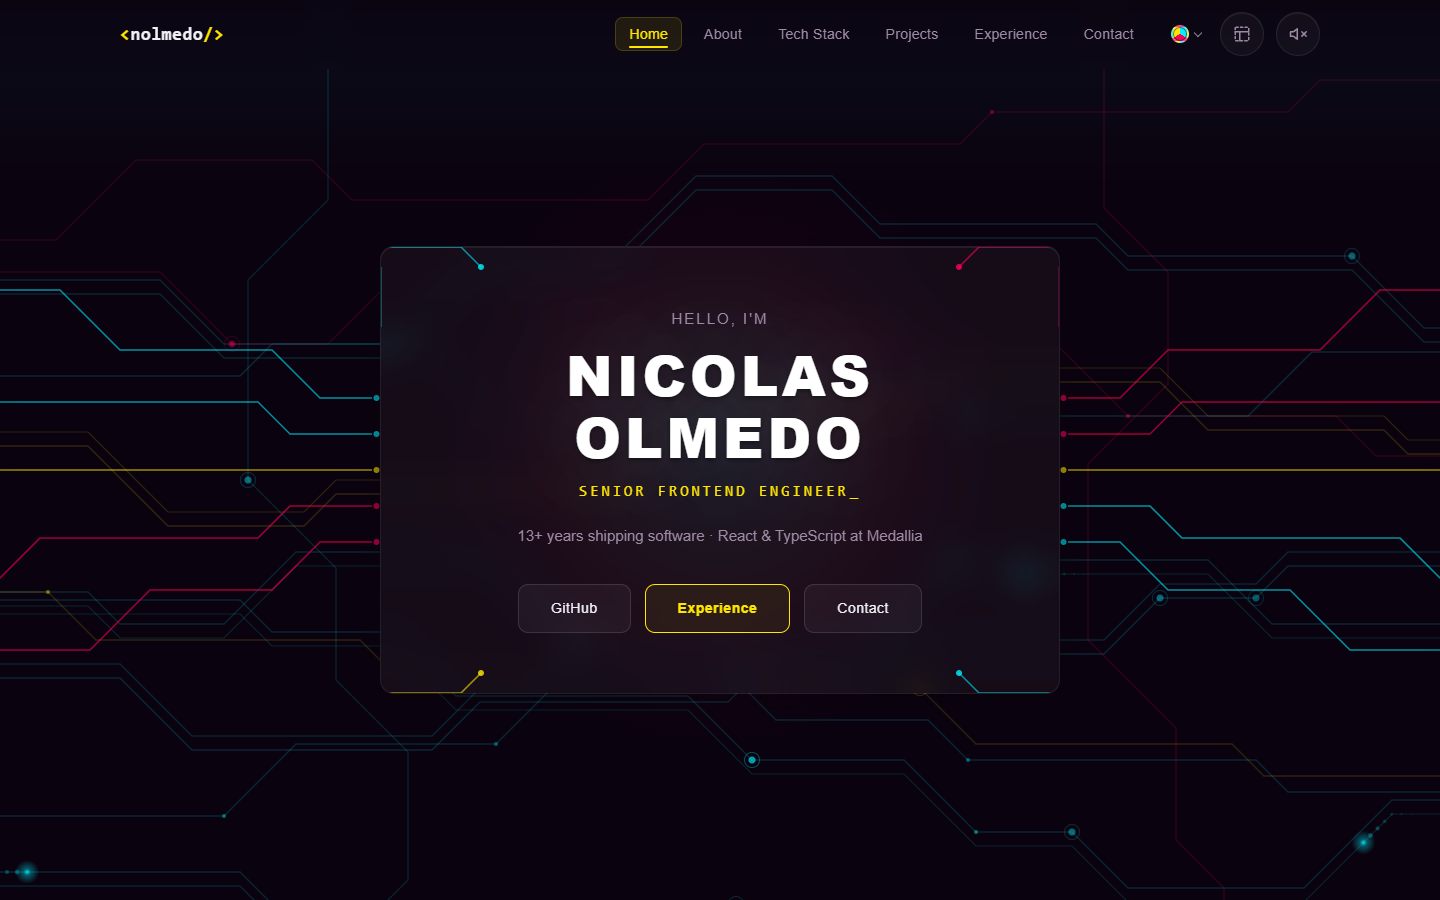 <nolmedo/>
Home
About
Tech Stack
Projects
Experience
Contact
HELLO, I'M
NICOLAS
OLMEDO
SENIOR FRONTEND ENGINEER_
13+ years shipping software · React & TypeScript at Medallia
GitHub
Experience
Contact